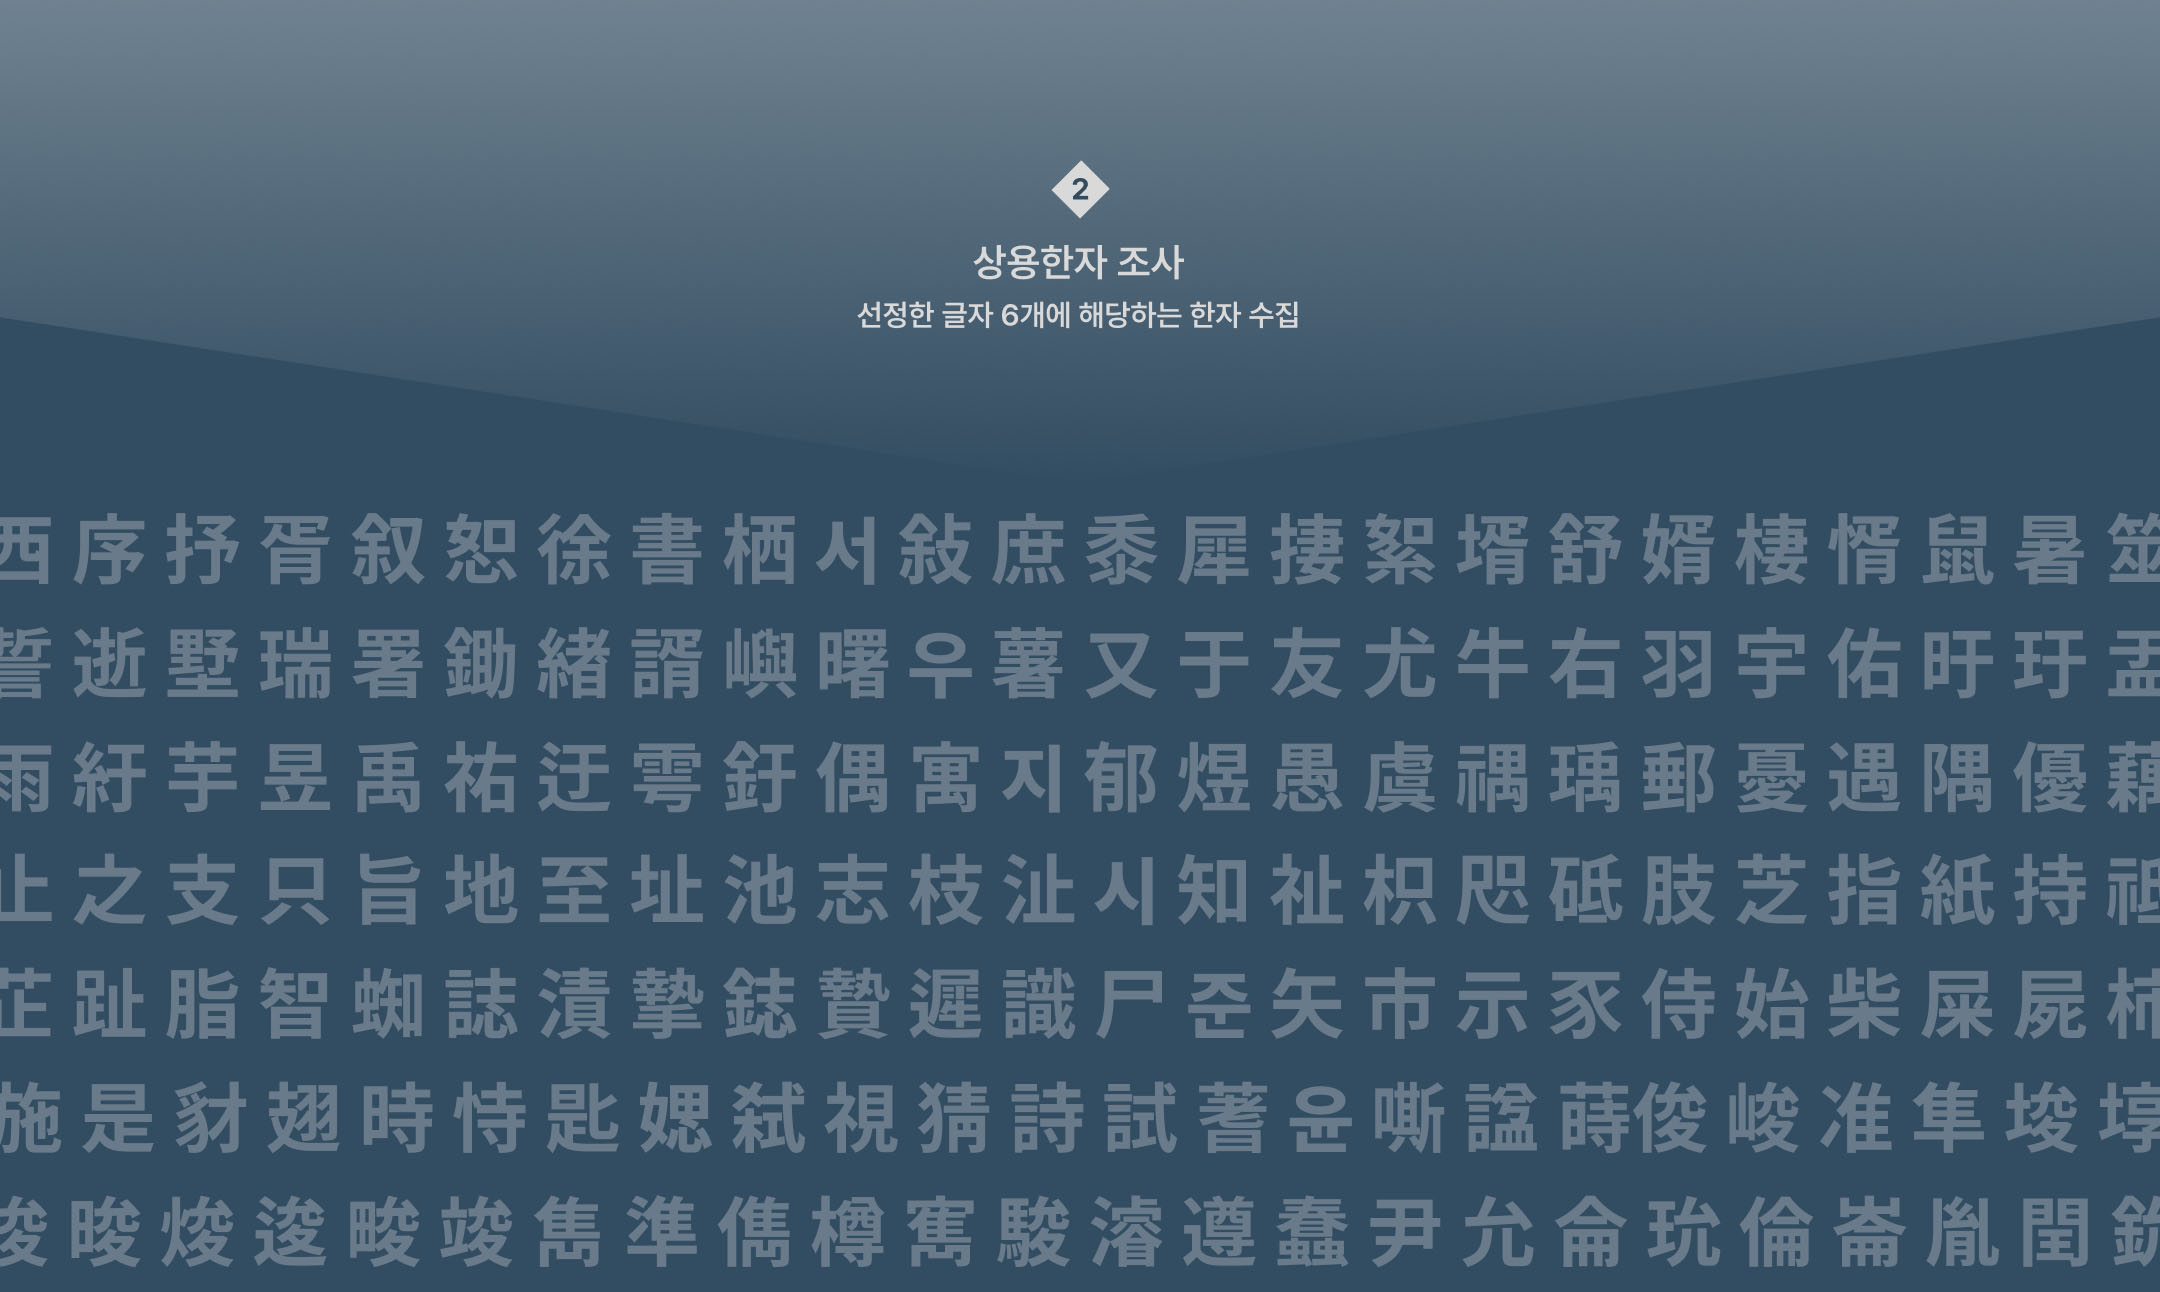 2
상용한자 조사
선정한 글자 6개에 해당하는 한자 수집
西 序 抒 胥 叙 恕 徐 書 栖 서 敍 庶 黍 犀 捿 絮 壻 舒 婿 棲 惰 鼠 暑 筮
誓 逝 墅 瑞 署 鋤 緖 諝 嶼 曙 우 薯 又 于 友 尤 牛 右 羽 宇 佑 旴 玗 盂
雨 紆 芋 昱 禹 祐 迂 雩 釪 偶 寓 지 郁 煜 愚 虞 禑 瑀 郵 憂 遇 隅 優 藕
止 之 支 只 旨 地 至 址 池 志 枝 沚 시 知 祉 枳 咫 砥 肢 芝 指 紙 持 祗
芷 趾 脂 智 蜘 誌 漬 摯 鋕 贄 遲 識 尸 준 矢 市 示 豕 侍 始 柴 屎 屍 柿
施 是 豺 翅 時 恃 匙 媤 弑 視 猜 詩 試 蓍 윤 嘶 諡 蒔 俊 峻 准 隼 埈 埻
浚 晙 焌 逡 畯 竣 雋 準 儁 樽 寯 駿 濬 遵 蠢 尹 允 侖 玧 倫 崙 胤 閏 鈗